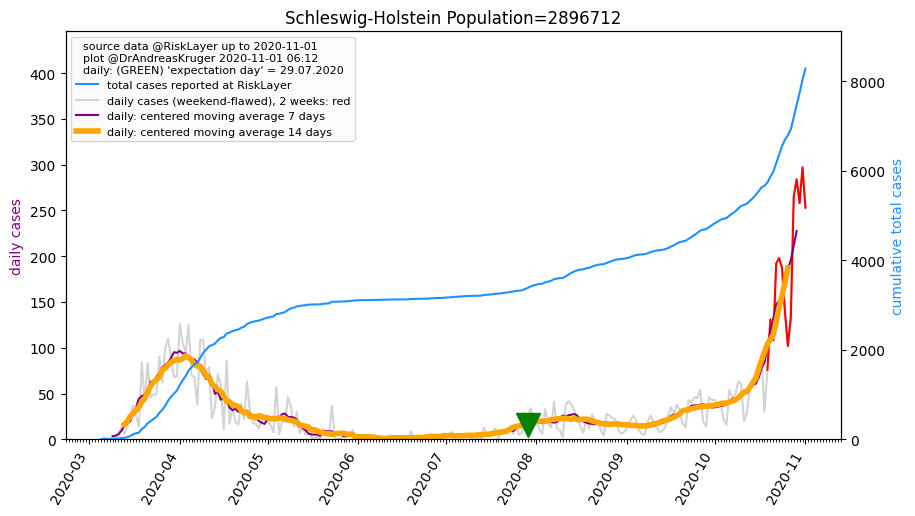 Schleswig-Holstein Population=2896712
source data @RiskLayer up to 2020-11-01
plot @DrAndreasKruger 2020-11-01 06:12
daily: (GREEN) 'expectation day' = 29.07.2020
total cases reported at RiskLayer
daily cases (weekend-flawed), 2 weeks: red
daily: centered moving average 7 days
daily: centered moving average 14 days
400
350
300
250
200
150
100
50
0
daily cases
8000
6000
4000
2000
0
cumulative total cases
2020-03
2020-04
2020-05
2020-06
2020-07
2020-08
2020-09
2020-10
2020-11